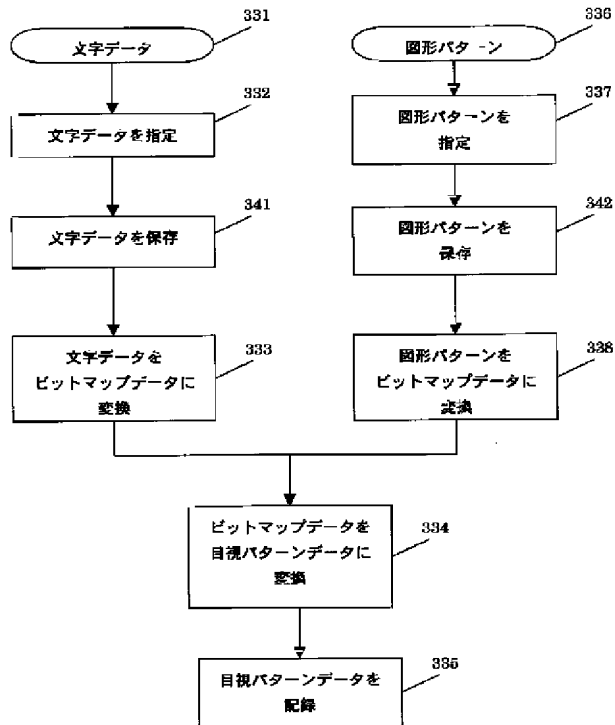 文字データ
331
図形パターン
336
文字データを指定
332
図形パターンを
指定
337
文字データを保存
341
図形パターンを
保存
342
文字データを
ビットマップデータに
変換
333
図形パターンを
ビットマップデータに
変換
338
ビットマップデータを
目視パターンデータに
変換
334
目視パターンデータを
記録
335